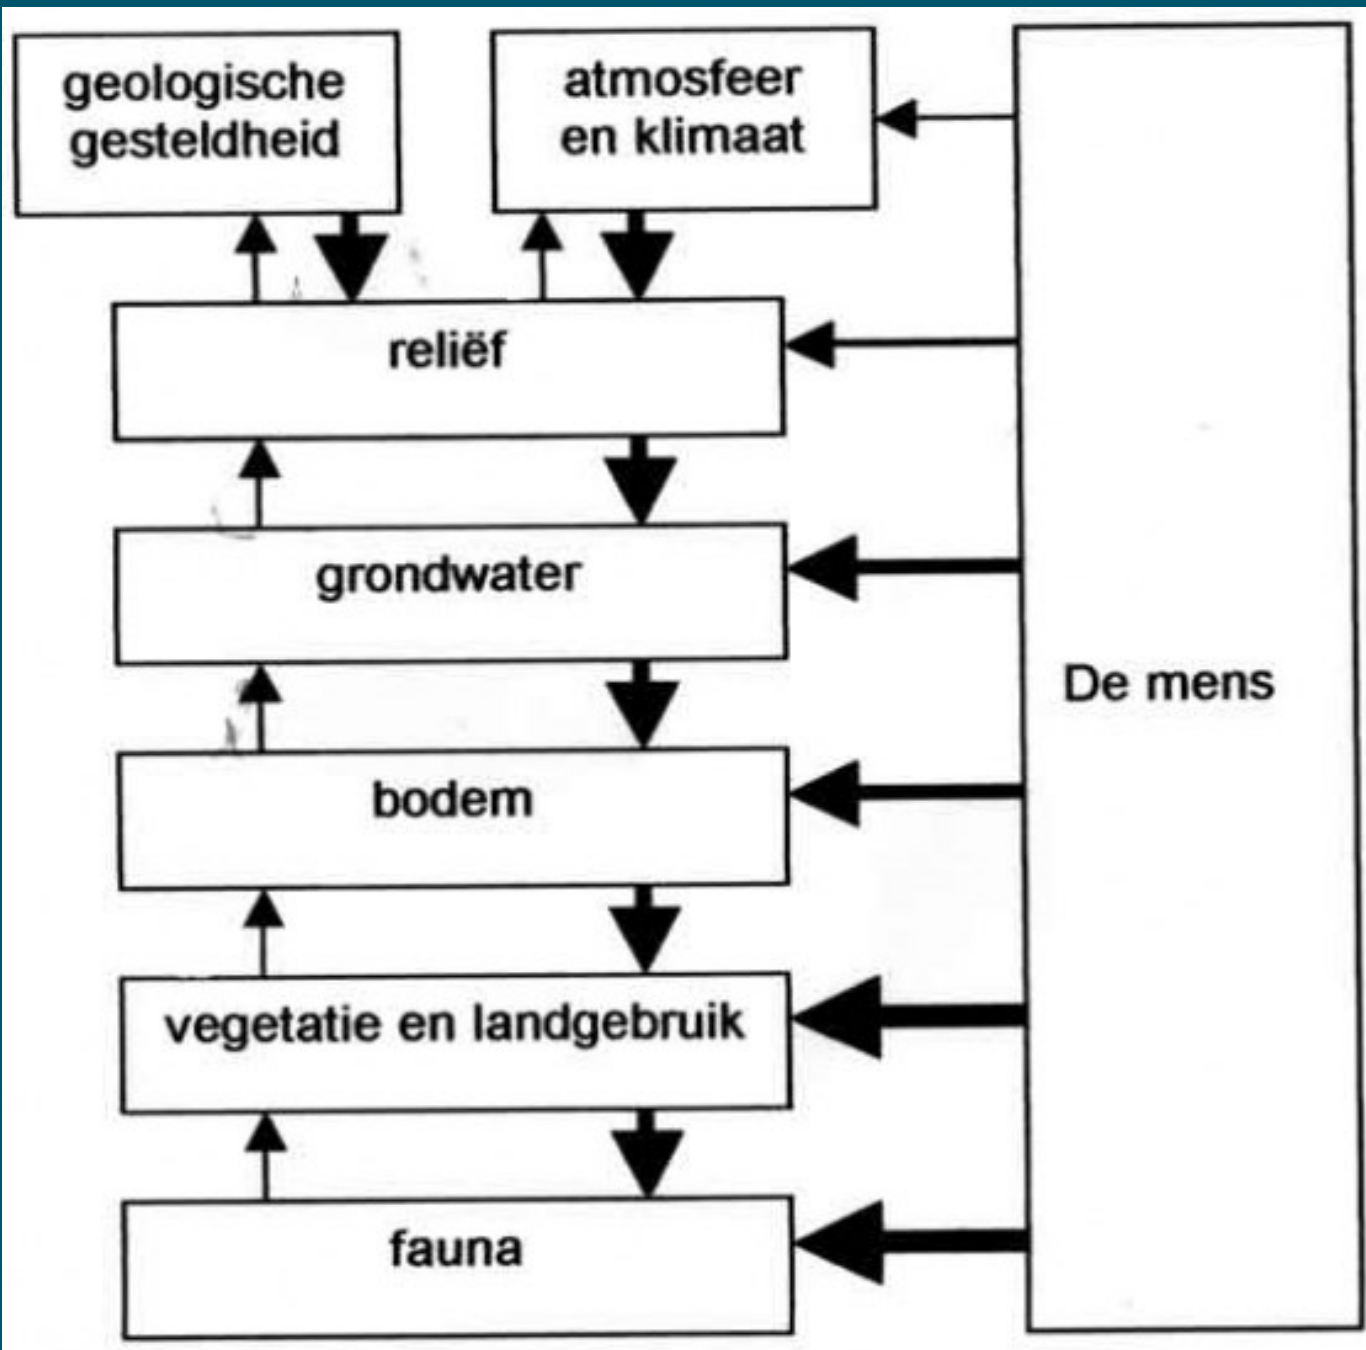 geologische
gesteldheid
atmosfeer
en klimaat
reliëf
grondwater
De mens
bodem
vegetatie en landgebruik
fauna